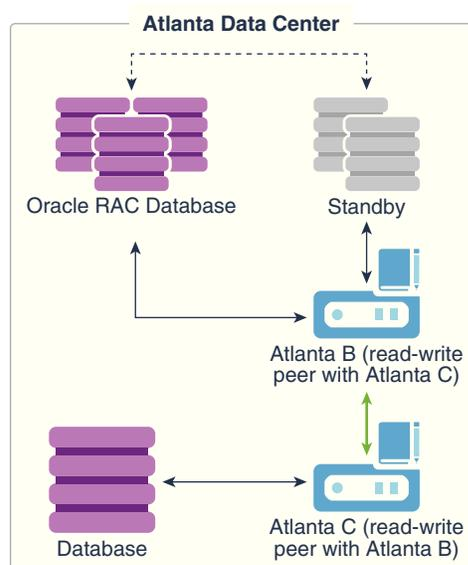 Atlanta Data Center
Oracle RAC Database
Standby
Atlanta B (read-write
peer with Atlanta C)
Database
Atlanta C (read-write
peer with Atlanta B)